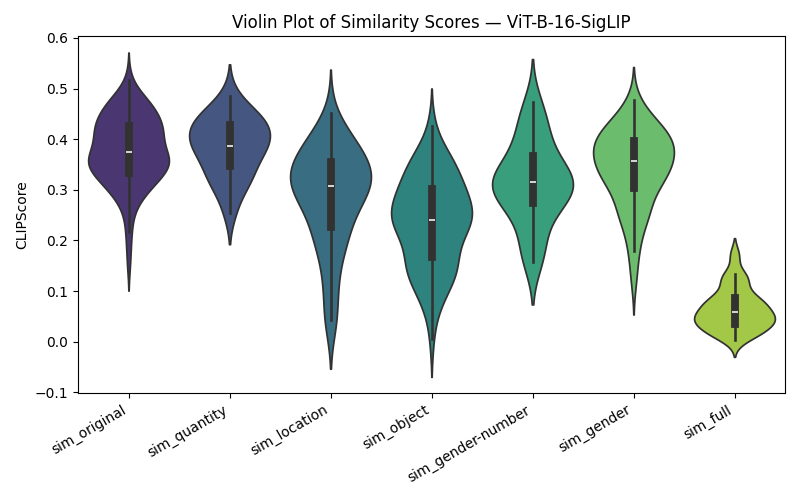 Violin Plot of Similarity Scores — ViT-B-16-SigLIP
CLIPScore
0.6
0.5
0.4
0.3
0.2
0.1
0.0
−0.1
sim_original
sim_quantity
sim_location
sim_object
sim_gender-number
sim_gender
sim_full